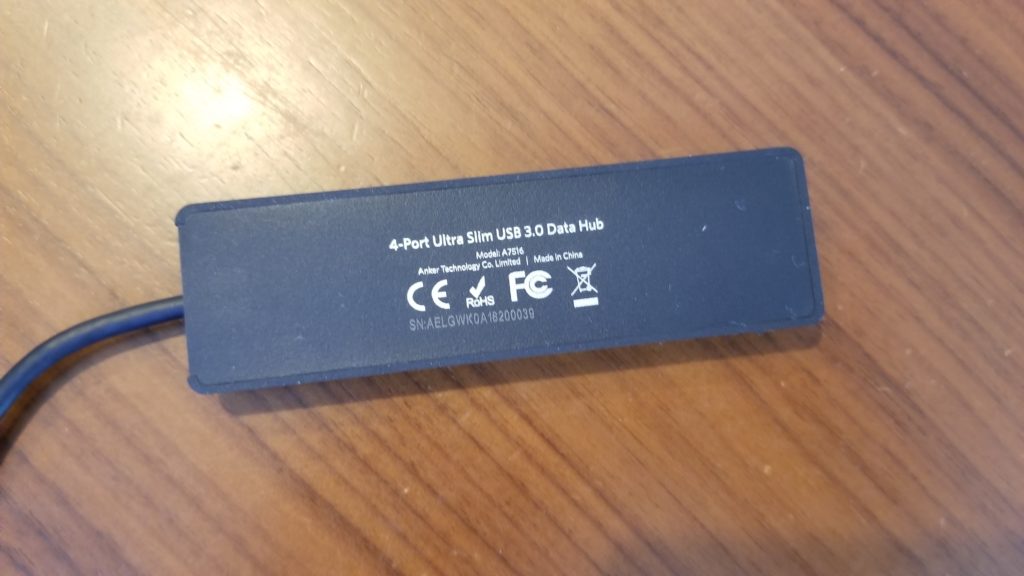 4-Port Ultra Slim USB 3.0 Data Hub
Model: A7516
Anker Technology Co. Limited | Made in China
CE RoHS FC
SN:AELGWK0A18200039